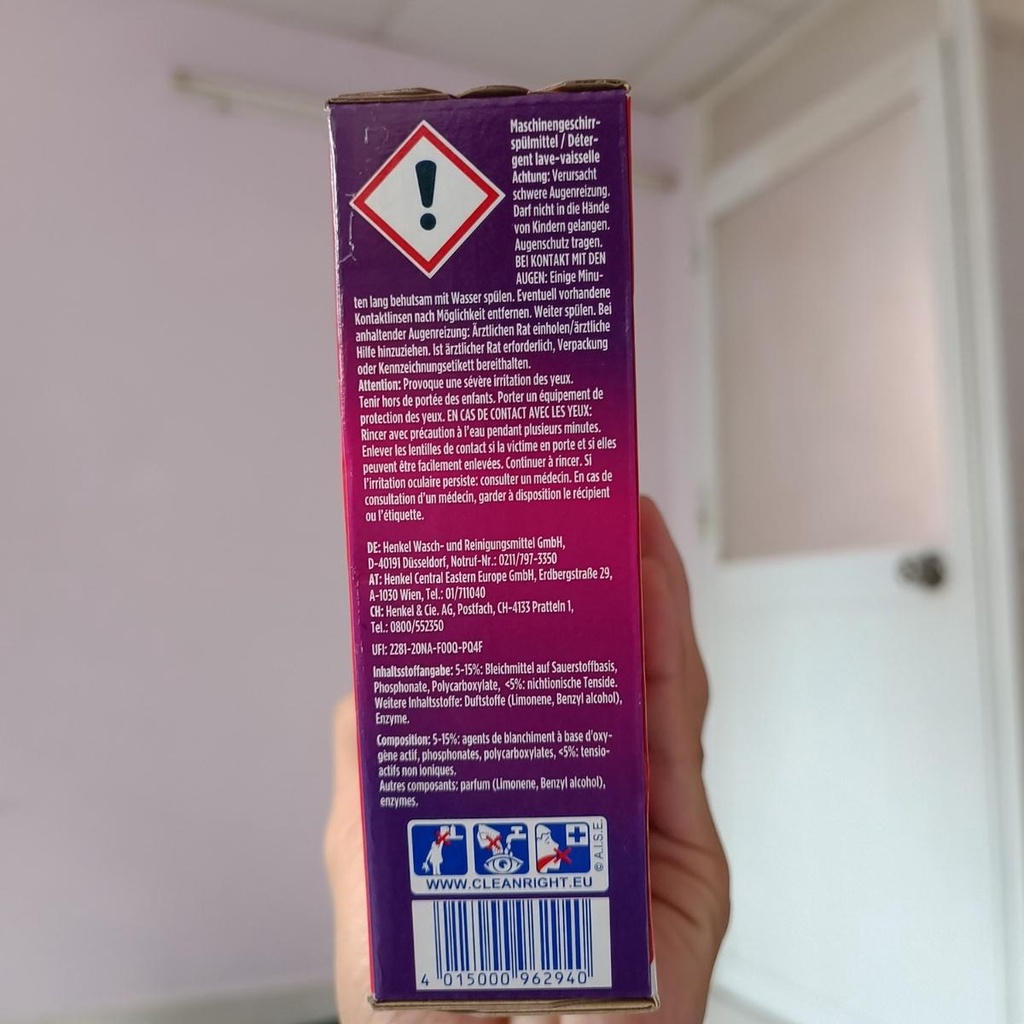 Maschinengeschirr-
spülmittel / Déter-
gent lave-vaisselle
Achtung: Verursacht
schwere Augenreizung.
Darf nicht in die Hände
von Kindern gelangen.
Augenschutz tragen.
BEI KONTAKT MIT DEN
AUGEN: Einige Minu-
ten lang behutsam mit Wasser spülen. Eventuell vorhandene
Kontaktlinsen nach Möglichkeit entfernen. Weiter spülen. Bei
anhaltender Augenreizung: Ärztlichen Rat einholen/ärztliche
Hilfe hinzuziehen. Ist ärztlicher Rat erforderlich, Verpackung
oder Kennzeichnungsetikett bereithalten.
Attention: Provoque une sévère irritation des yeux.
Tenir hors de portée des enfants. Porter un équipement de
protection des yeux. EN CAS DE CONTACT AVEC LES YEUX:
Rincer avec précaution à l'eau pendant plusieurs minutes.
Enlever les lentilles de contact si la victime en porte et si elles
peuvent être facilement enlevées. Continuer à rincer. Si
l'irritation oculaire persiste: consulter un médecin. En cas de
consultation d'un médecin, garder à disposition le récipient
ou l'étiquette.
DE: Henkel Wasch- und Reinigungsmittel GmbH,
D-40191 Düsseldorf, Notruf-Nr.: 0211/797-3350
AT: Henkel Central Eastern Europe GmbH, Erdbergstraße 29,
A-1030 Wien, Tel.: 01/711040
CH: Henkel & Cie. AG, Postfach, CH-4133 Pratteln 1,
Tel.: 0800/552350
UFI: 2281-20NA-F00Q-PQ4F
Inhaltsstoffangabe: 5-15%: Bleichmittel auf Sauerstoffbasis,
Phosphonate, Polycarboxylate, <5%: nichtionische Tenside.
Weitere Inhaltsstoffe: Duftstoffe (Limonene, Benzyl alcohol),
Enzyme.
Composition: 5-15%: agents de blanchiment à base d'oxy-
gène actif, phosphonates, polycarboxylates, <5%: tensio-
actifs non ioniques.
Autres composants: parfum (Limonene, Benzyl alcohol),
enzymes.
© A.I.S.E.
WWW.CLEANRIGHT.EU
4 015000 962940